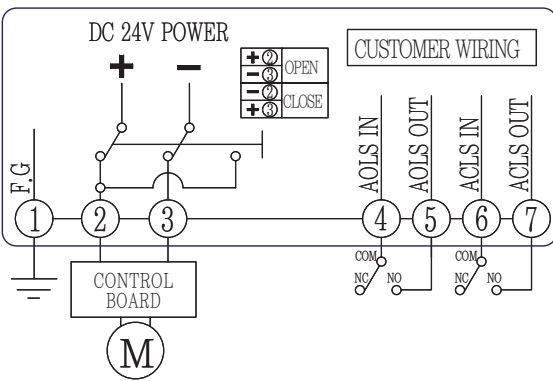 DC 24V POWER
+ −
+ ② OPEN
− ③
− ② CLOSE
+ ③
CUSTOMER WIRING
F.G
AOLS IN
AOLS OUT
ACLS IN
ACLS OUT
1 2 3 4 5 6 7
COM COM
NC NO NC NO
CONTROL
BOARD
M